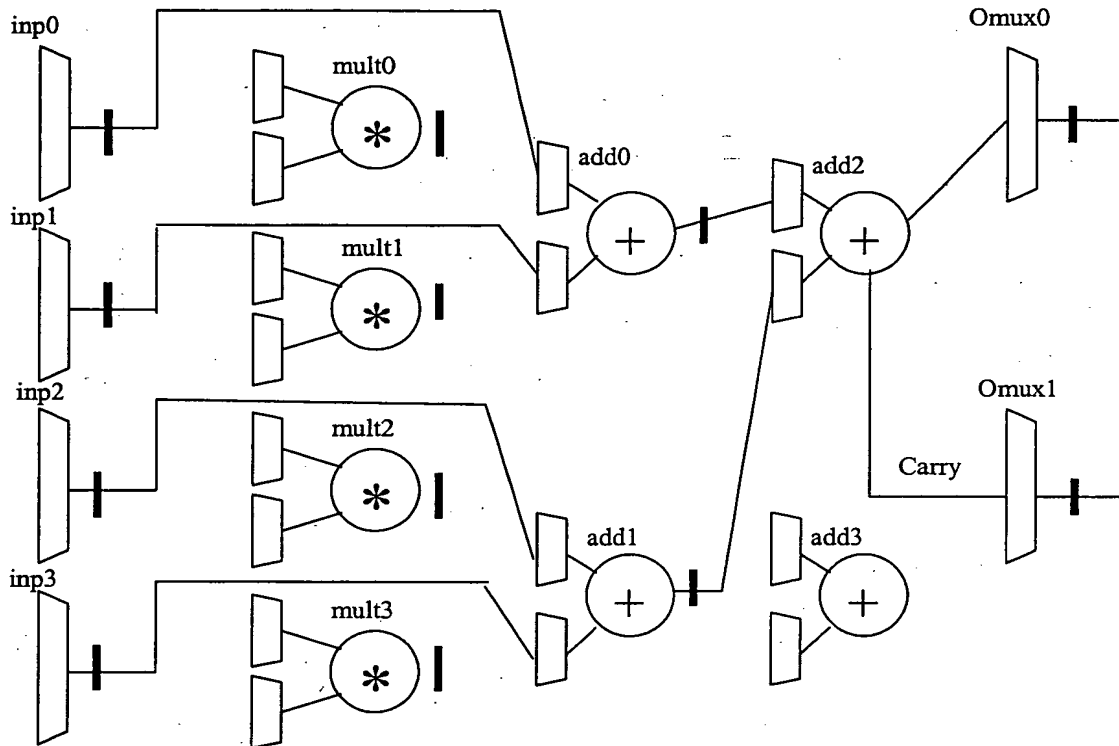 inp0
Omux0
mult0
*
add0
add2
+
+
inp1
mult1
*
inp2
Omux1
mult2
*
Carry
add1
add3
+
+
inp3
mult3
*